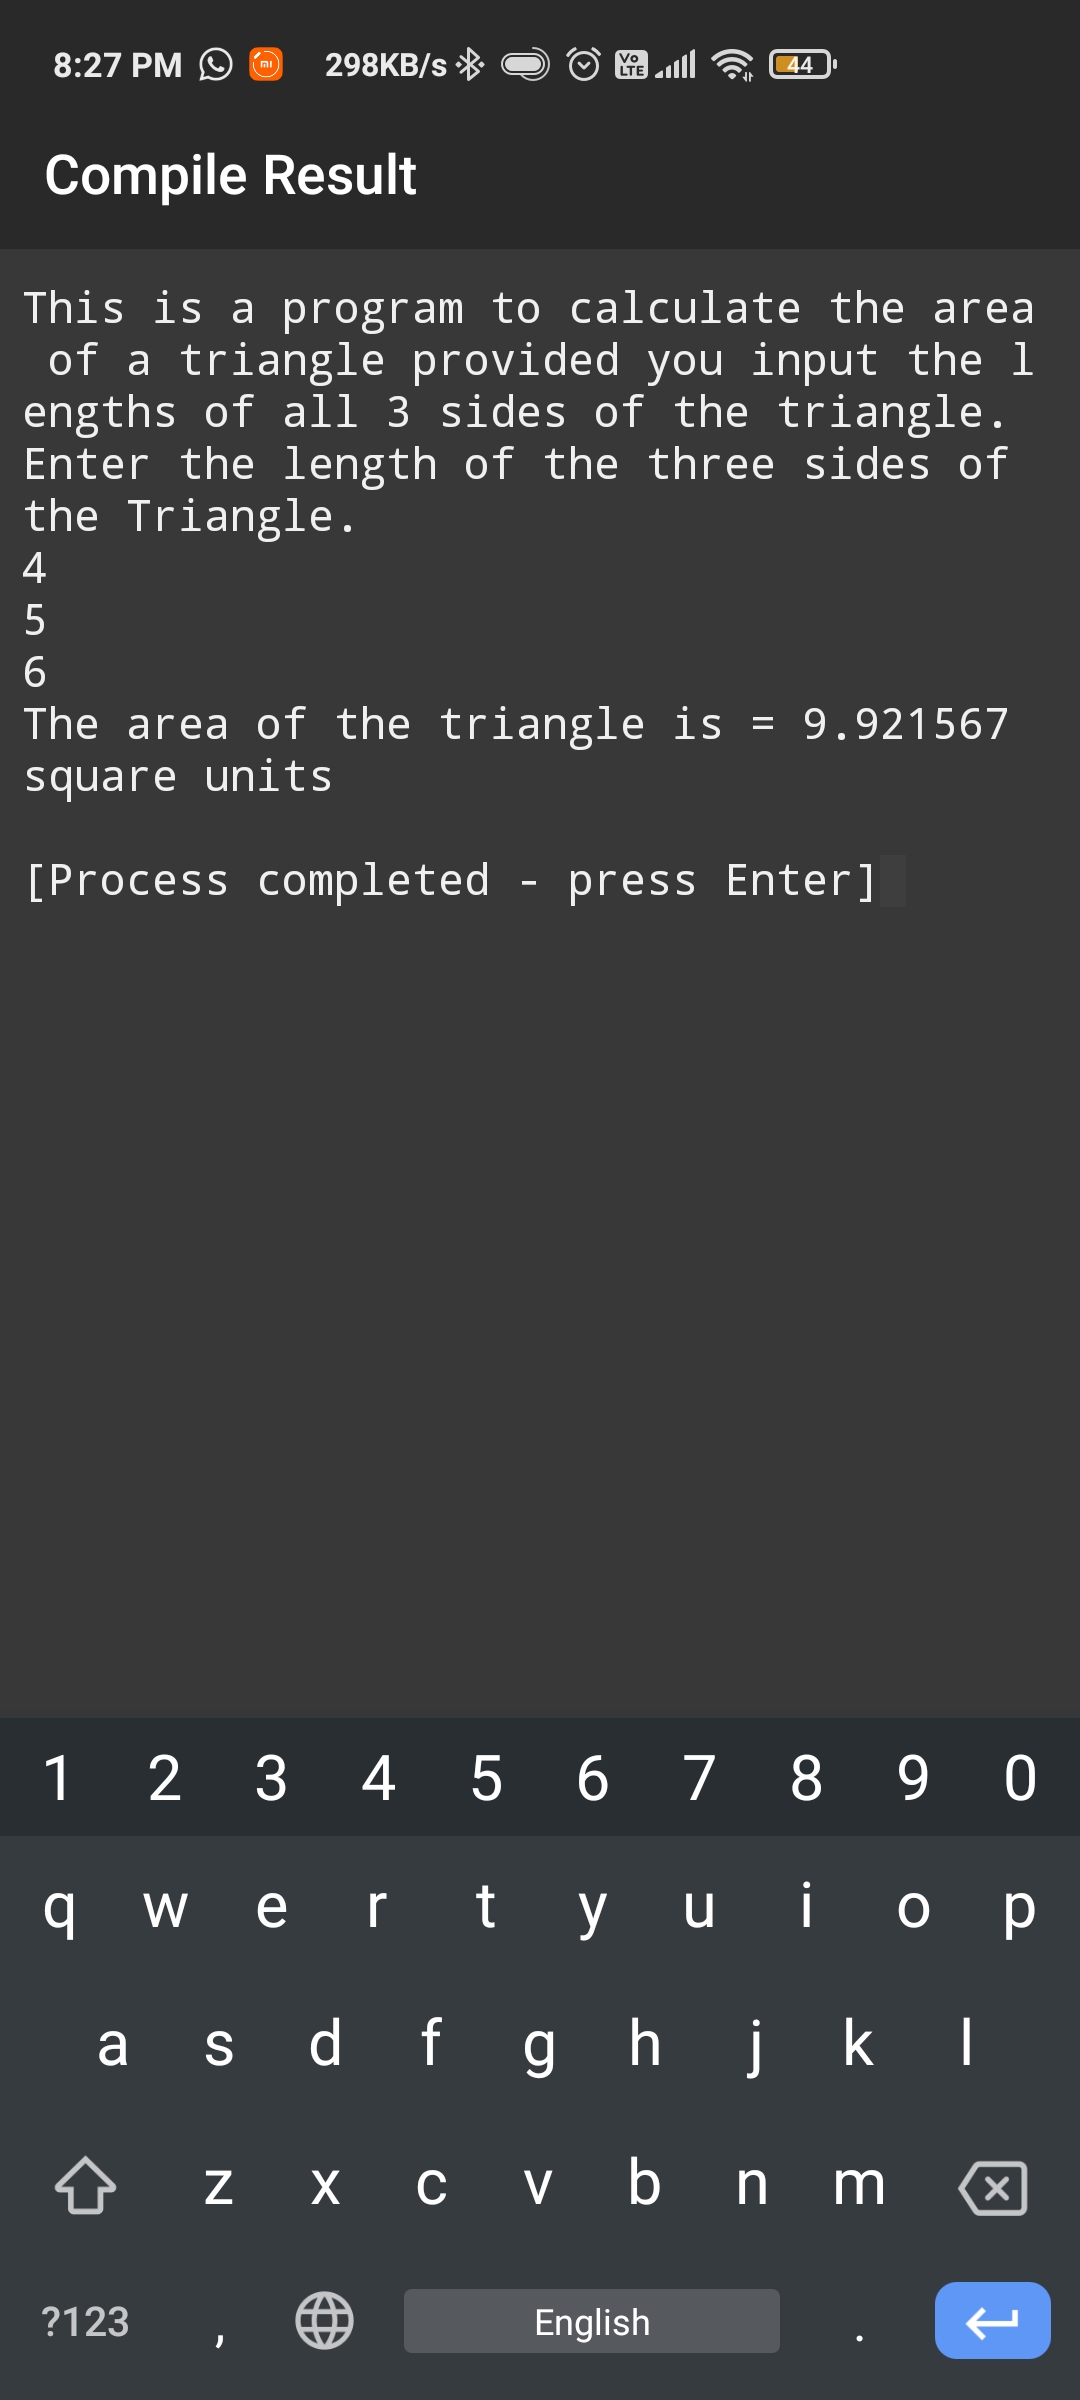 8:27 PM 298KB/s Vo LTE 44
Compile Result
This is a program to calculate the area
of a triangle provided you input the l
engths of all 3 sides of the triangle.
Enter the length of the three sides of
the Triangle.
4
5
6
The area of the triangle is = 9.921567
square units
[Process completed - press Enter]
1 2 3 4 5 6 7 8 9 0
q w e r t y u i o p
a s d f g h j k l
z x c v b n m
?123 , English .